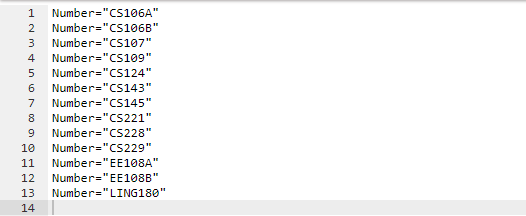 1 Number="CS106A"
2 Number="CS106B"
3 Number="CS107"
4 Number="CS109"
5 Number="CS124"
6 Number="CS143"
7 Number="CS145"
8 Number="CS221"
9 Number="CS228"
10 Number="CS229"
11 Number="EE108A"
12 Number="EE108B"
13 Number="LING180"
14